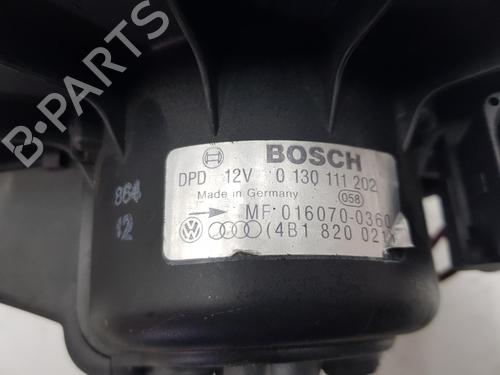 B-PARTS
BOSCH
DPD 12V 0 130 111 202
Made in Germany 058
MF 016070-0360
(4B1 820 021
864
12